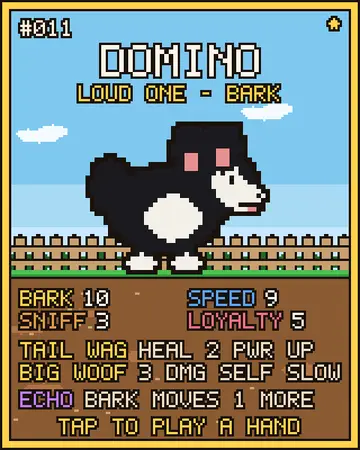 #011
DOMINO
LOUD ONE - BARK
BARK 10 SPEED 9
SNIFF 3 LOYALTY 5
TAIL WAG HEAL 2 PWR UP
BIG WOOF 3 DMG SELF SLOW
ECHO BARK MOVES 1 MORE
TAP TO PLAY A HAND